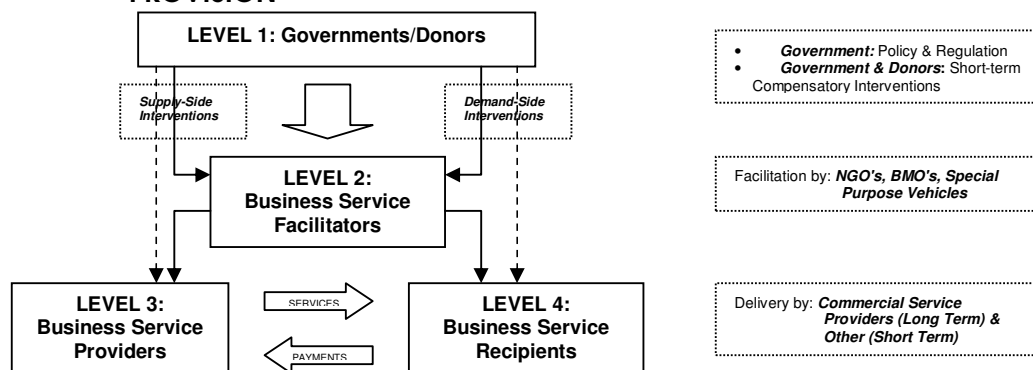 PROVISION
LEVEL 1: Governments/Donors
Supply-Side
Interventions
Demand-Side
Interventions
• Government: Policy & Regulation
• Government & Donors: Short-term
Compensatory Interventions
LEVEL 2:
Business Service
Facilitators
Facilitation by: NGO's, BMO's, Special
Purpose Vehicles
LEVEL 3:
Business Service
Providers
SERVICES
PAYMENTS
LEVEL 4:
Business Service
Recipients
Delivery by: Commercial Service
Providers (Long Term) &
Other (Short Term)